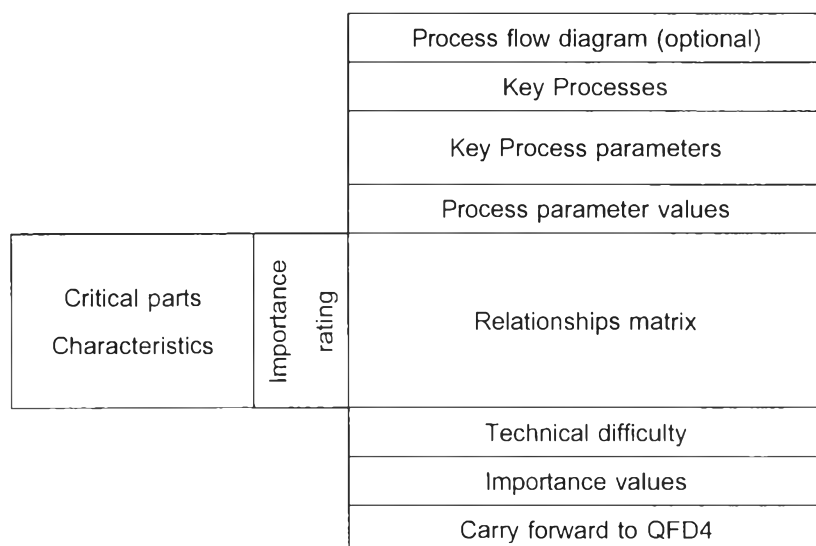 Process flow diagram (optional)
Key Processes
Key Process parameters
Process parameter values
Critical parts
Characteristics
Importance
rating
Relationships matrix
Technical difficulty
Importance values
Carry forward to QFD4